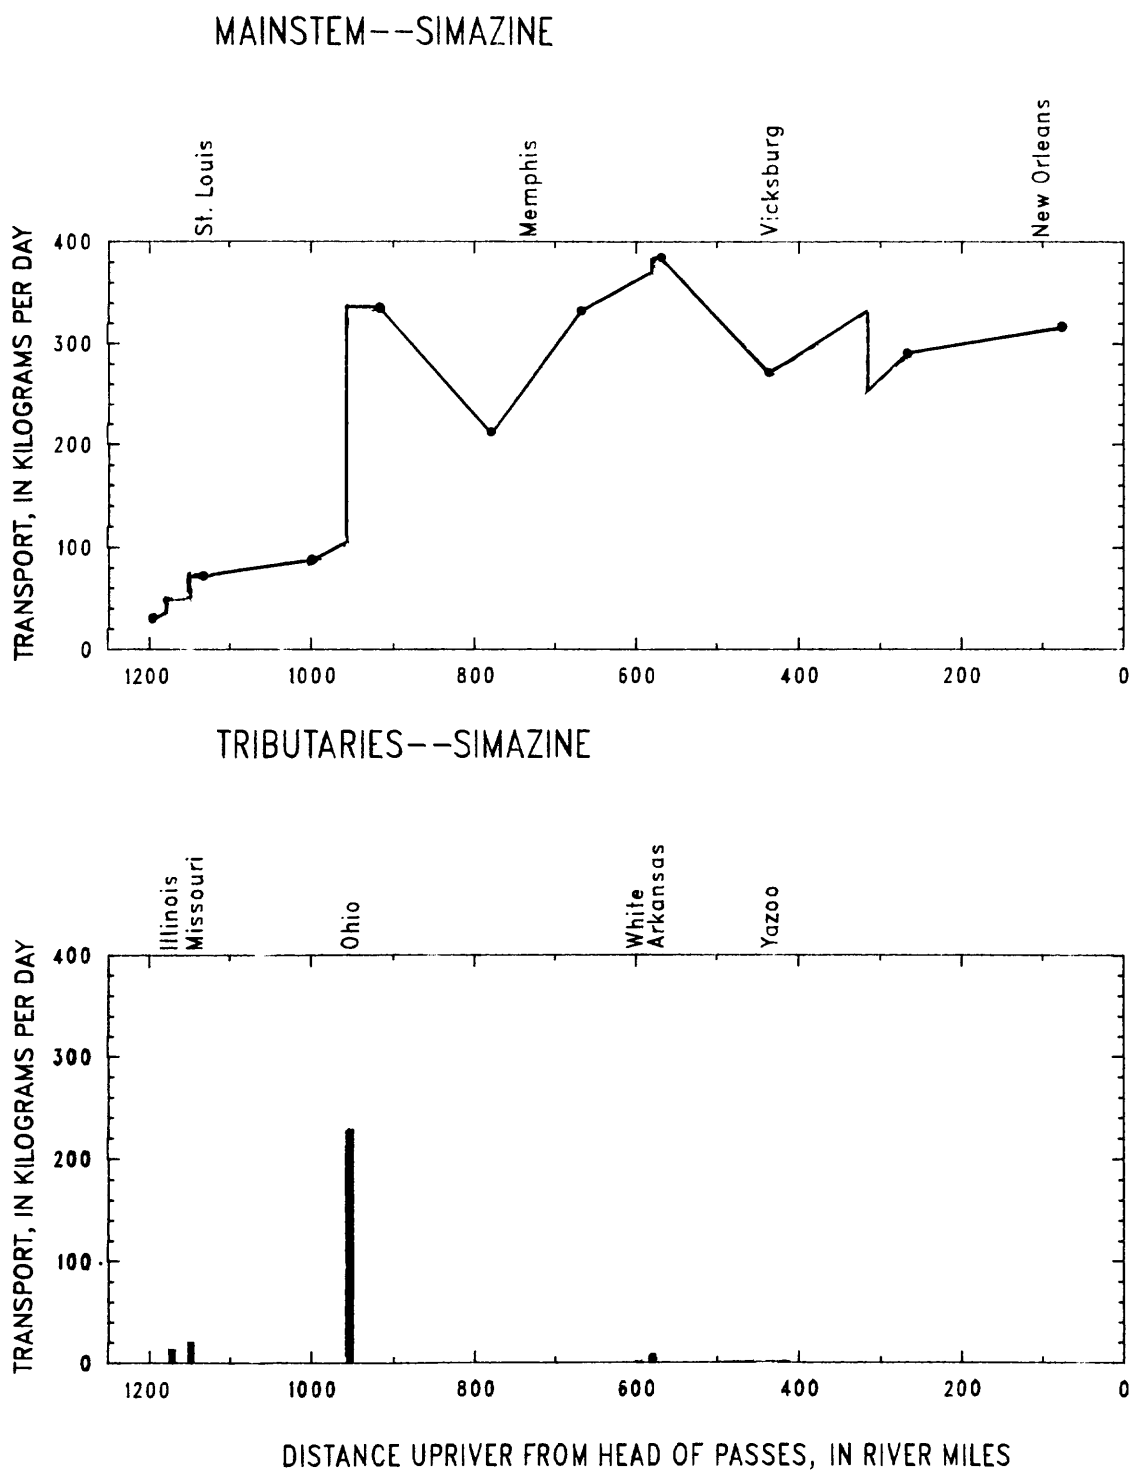 MAINSTEM--SIMAZINE
St. Louis
Memphis
Vicksburg
New Orleans
TRANSPORT, IN KILOGRAMS PER DAY
400
300
200
100
0
1200 1000 800 600 400 200 0
TRIBUTARIES--SIMAZINE
Illinois
Missouri
Ohio
White
Arkansas
Yazoo
TRANSPORT, IN KILOGRAMS PER DAY
400
300
200
100
0
1200 1000 800 600 400 200 0
DISTANCE UPRIVER FROM HEAD OF PASSES, IN RIVER MILES